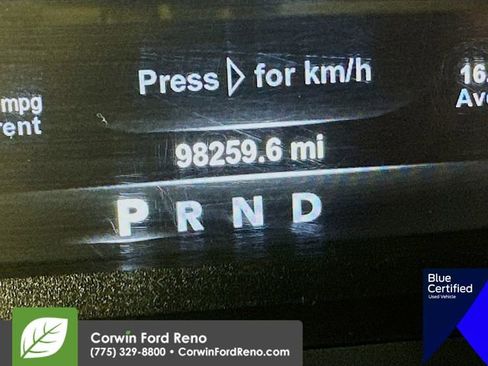 Press ▷ for km/h
mpg
rent
16.
Ave
98259.6 mi
P R N D
Blue
Certified
Used Vehicle
Corwin Ford Reno
(775) 329-8800 • CorwinFordReno.com